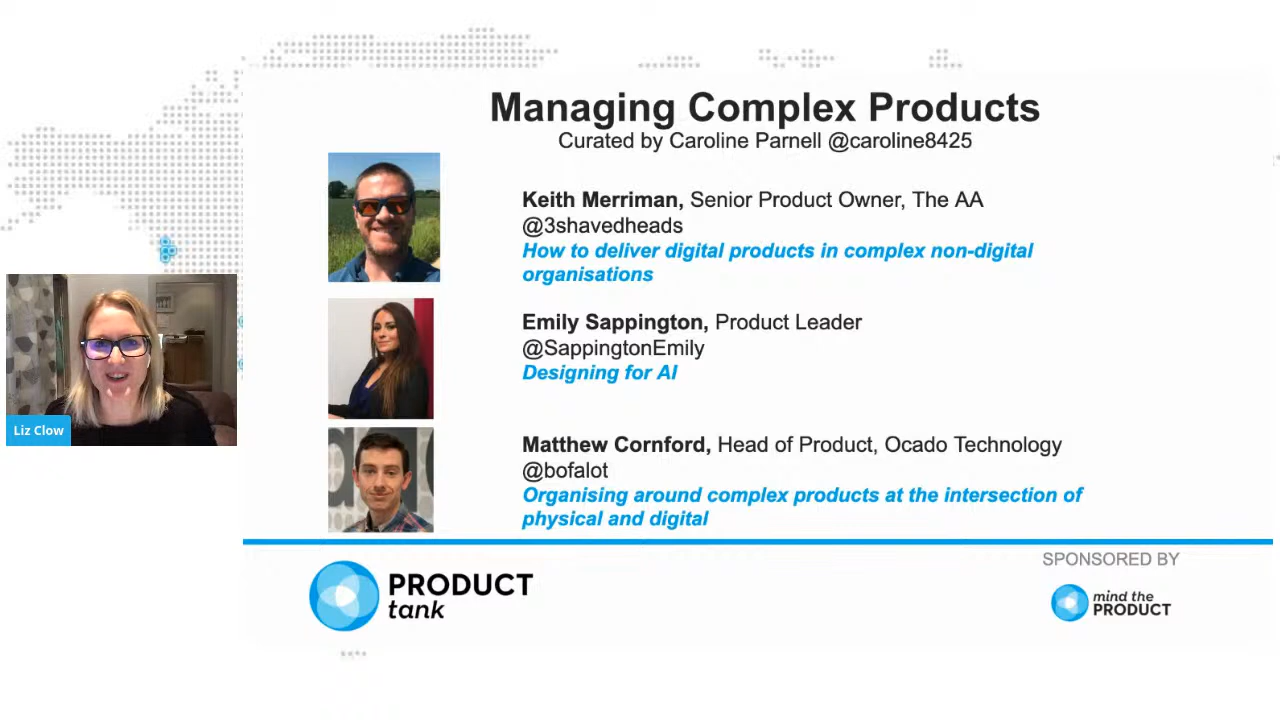 Managing Complex Products
Curated by Caroline Parnell @caroline8425
Keith Merriman, Senior Product Owner, The AA
@3shavedheads
How to deliver digital products in complex non-digital
organisations
Emily Sappington, Product Leader
@SappingtonEmily
Designing for AI
Liz Clow
Matthew Cornford, Head of Product, Ocado Technology
@bofalot
Organising around complex products at the intersection of
physical and digital
SPONSORED BY
PRODUCT
tank
mind the
PRODUCT